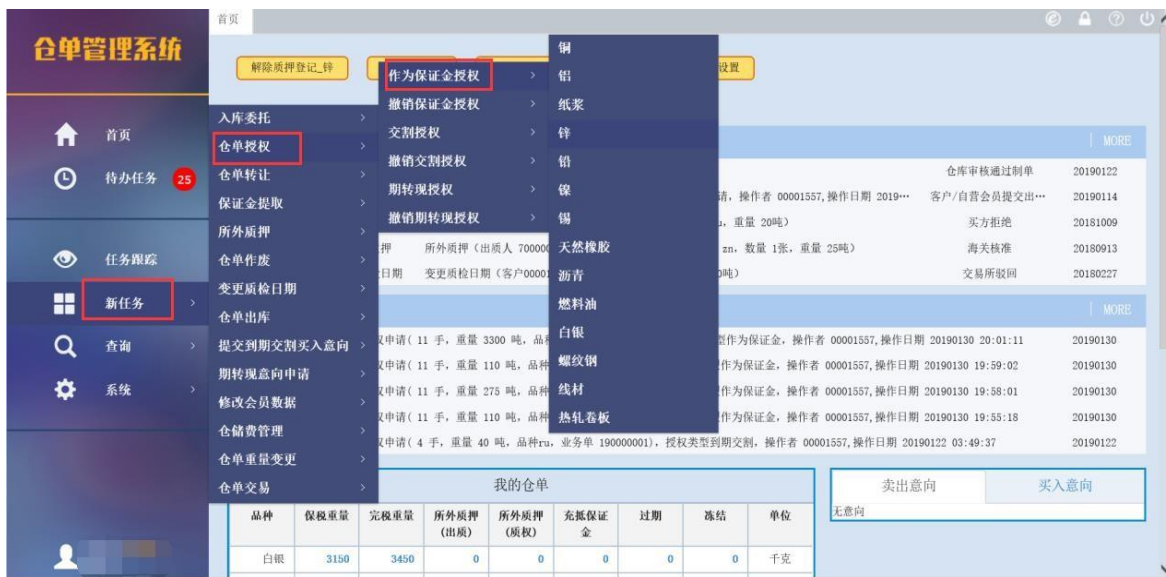 首页
仓单管理系统
解除质押登记_锌
设置
首页
待办任务 25
任务跟踪
新任务
查询
系统
入库委托
仓单授权
仓单转让
保证金提取
所外质押
仓单作废
变更质检日期
仓单出库
提交到期交割买入意向
期转现意向申请
修改会员数据
仓储费管理
仓单重量变更
仓单交易
作为保证金授权
撤销保证金授权
交割授权
撤销交割授权
期转现授权
撤销期转现授权
铜
铝
纸浆
锌
铅
镍
锡
天然橡胶
沥青
燃料油
白银
螺纹钢
线材
热轧卷板
MORE
仓库审核通过制单 20190122
请, 操作者 00001557,操作日期 2019… 客户/自营会员提交出… 20190114
u, 重量 20吨) 买方拒绝 20181009
押 所外质押 (出质人 700000 zn, 数量 1张, 重量 25吨) 海关核准 20180913
日期 变更质检日期 (客户00001 0吨) 交易所驳回 20180227
MORE
权申请( 11 手, 重量 3300 吨, 品种 型作为保证金, 操作者 00001557,操作日期 20190130 20:01:11 20190130
权申请( 11 手, 重量 110 吨, 品种 作为保证金, 操作者 00001557,操作日期 20190130 19:59:02 20190130
权申请( 11 手, 重量 275 吨, 品种 作为保证金, 操作者 00001557,操作日期 20190130 19:58:01 20190130
权申请( 11 手, 重量 110 吨, 品种 型作为保证金, 操作者 00001557,操作日期 20190130 19:55:18 20190130
权申请( 4 手, 重量 40 吨, 品种ru, 业务单 190000001), 授权类型到期交割, 操作者 00001557,操作日期 20190122 03:49:37 20190122
我的仓单
品种 保税重量 完税重量 所外质押(出质) 所外质押(质权) 充抵保证金 过期 冻结 单位
白银 3150 3450 0 0 0 0 0 千克
卖出意向 买入意向
无意向